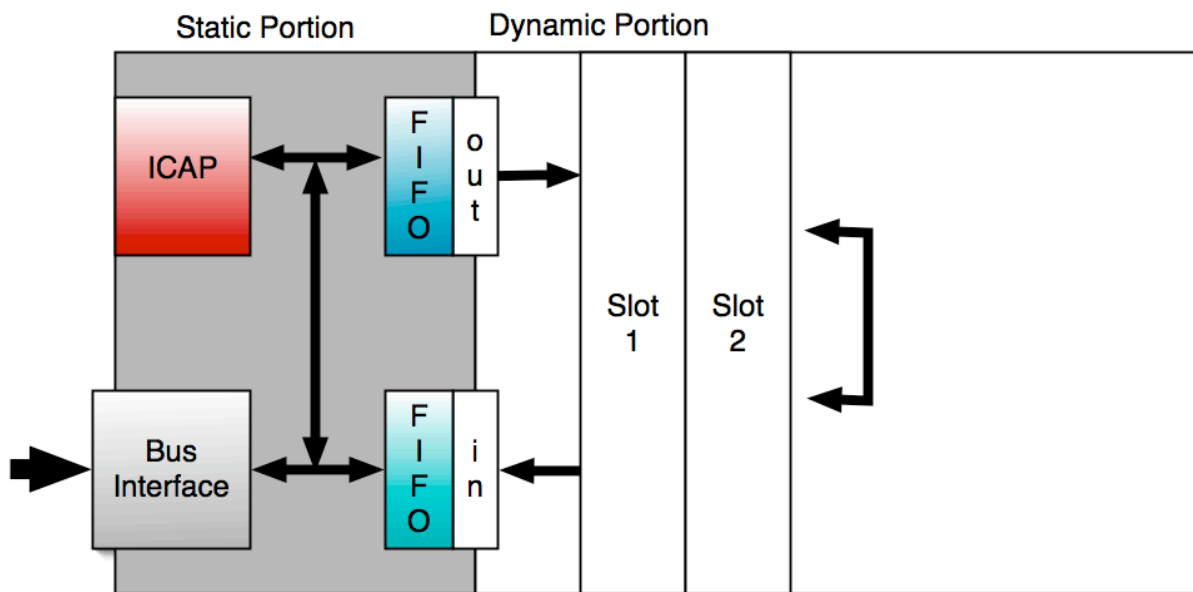 Static Portion
Dynamic Portion
ICAP
F
I
F
O
o
u
t
Slot
1
Slot
2
Bus
Interface
F
I
F
O
i
n